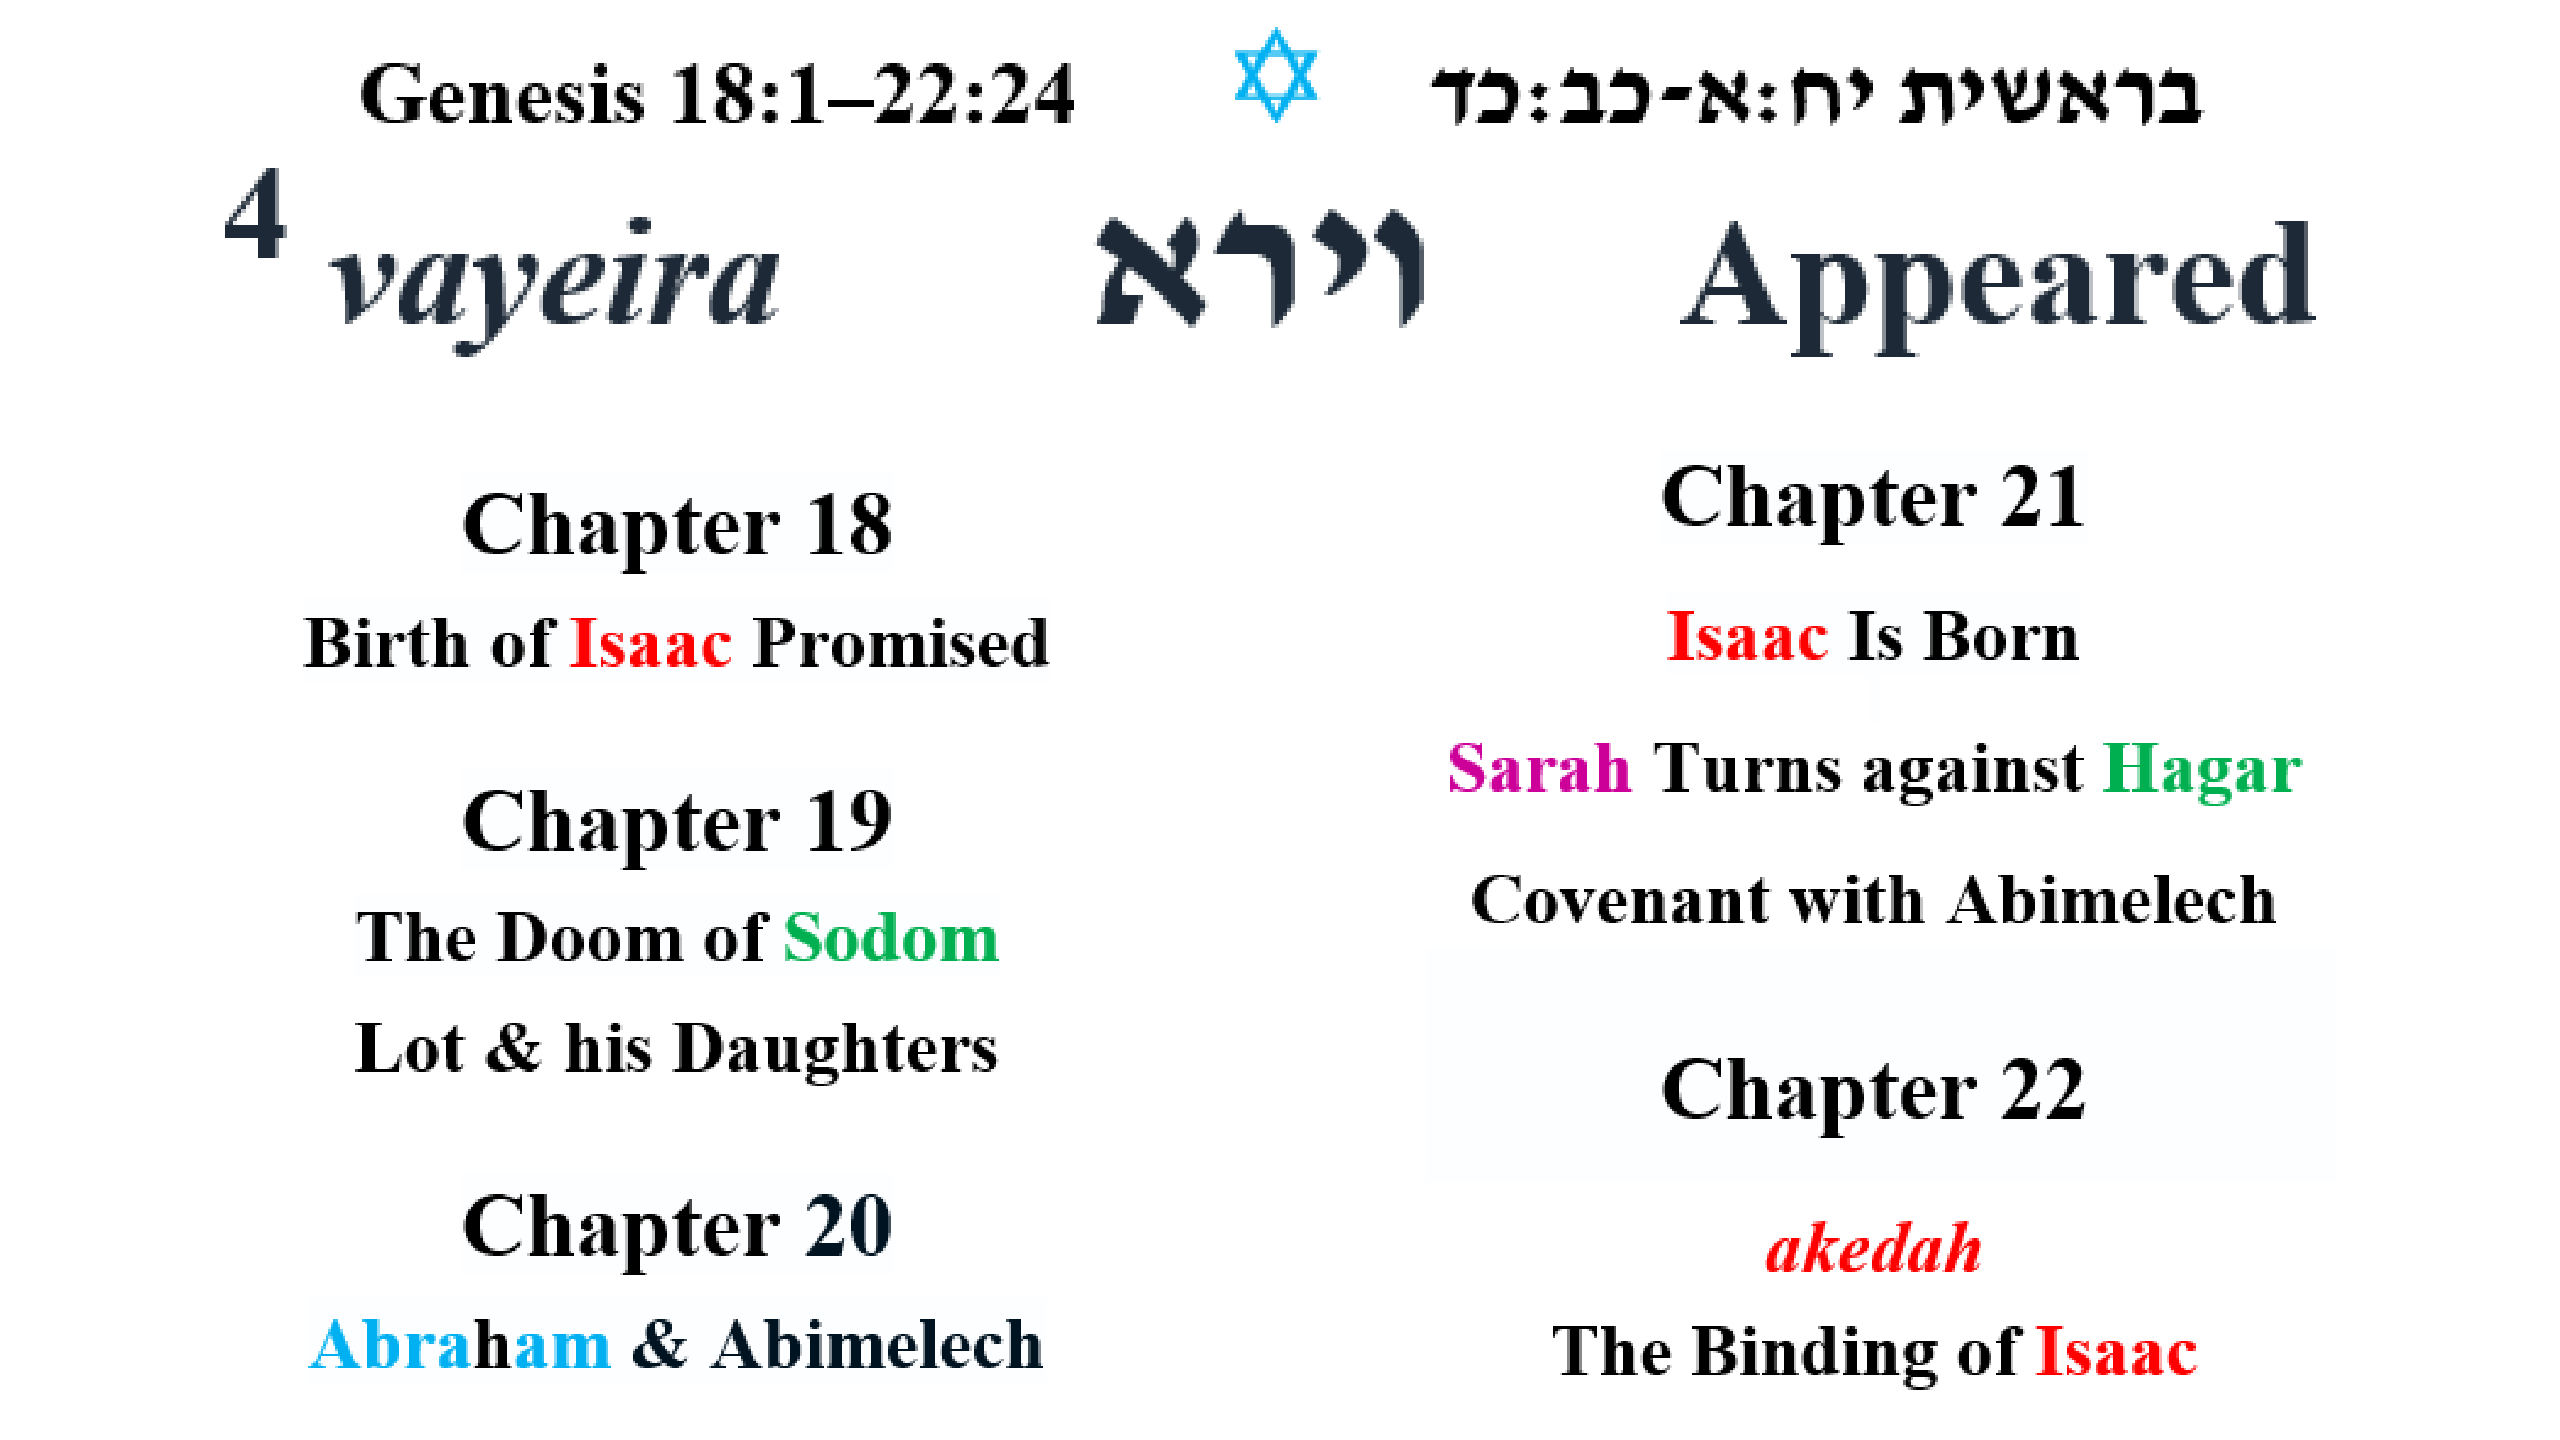 Genesis 18:1–22:24 ✡ בראשית יח:א-כב:כד
4 vayeira וירא Appeared
Chapter 18
Birth of Isaac Promised
Chapter 19
The Doom of Sodom
Lot & his Daughters
Chapter 20
Abraham & Abimelech
Chapter 21
Isaac Is Born
Sarah Turns against Hagar
Covenant with Abimelech
Chapter 22
akedah
The Binding of Isaac